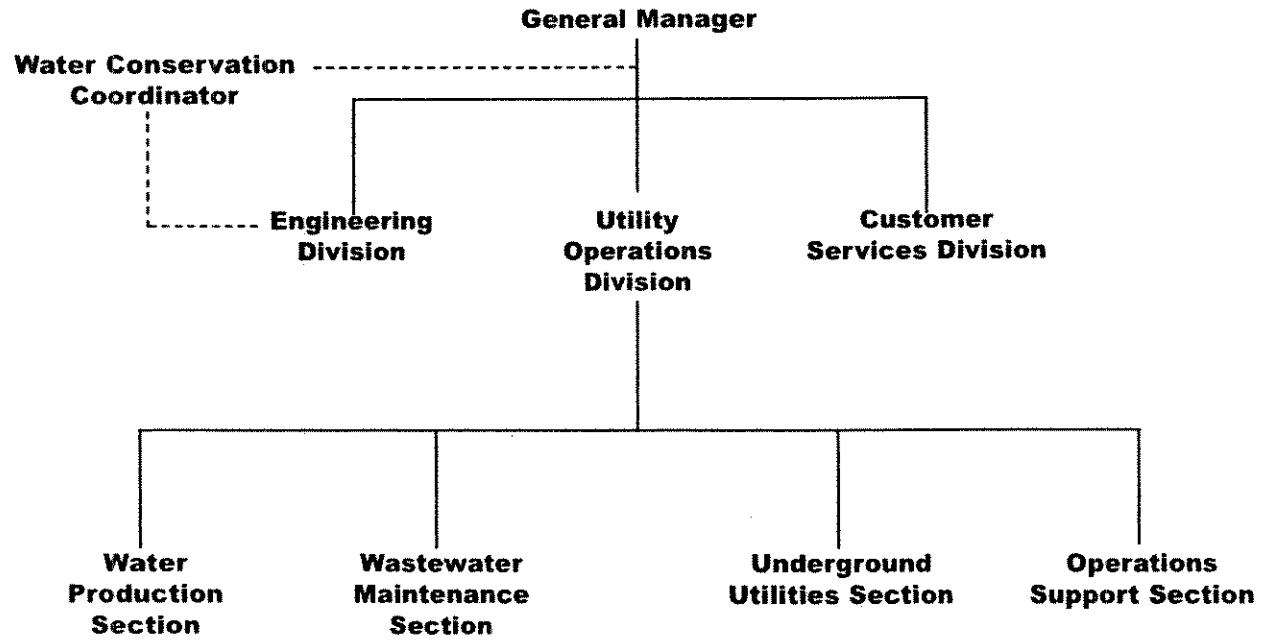 General Manager
Water Conservation
Coordinator
Engineering
Division
Utility
Operations
Division
Customer
Services Division
Water
Production
Section
Wastewater
Maintenance
Section
Underground
Utilities Section
Operations
Support Section